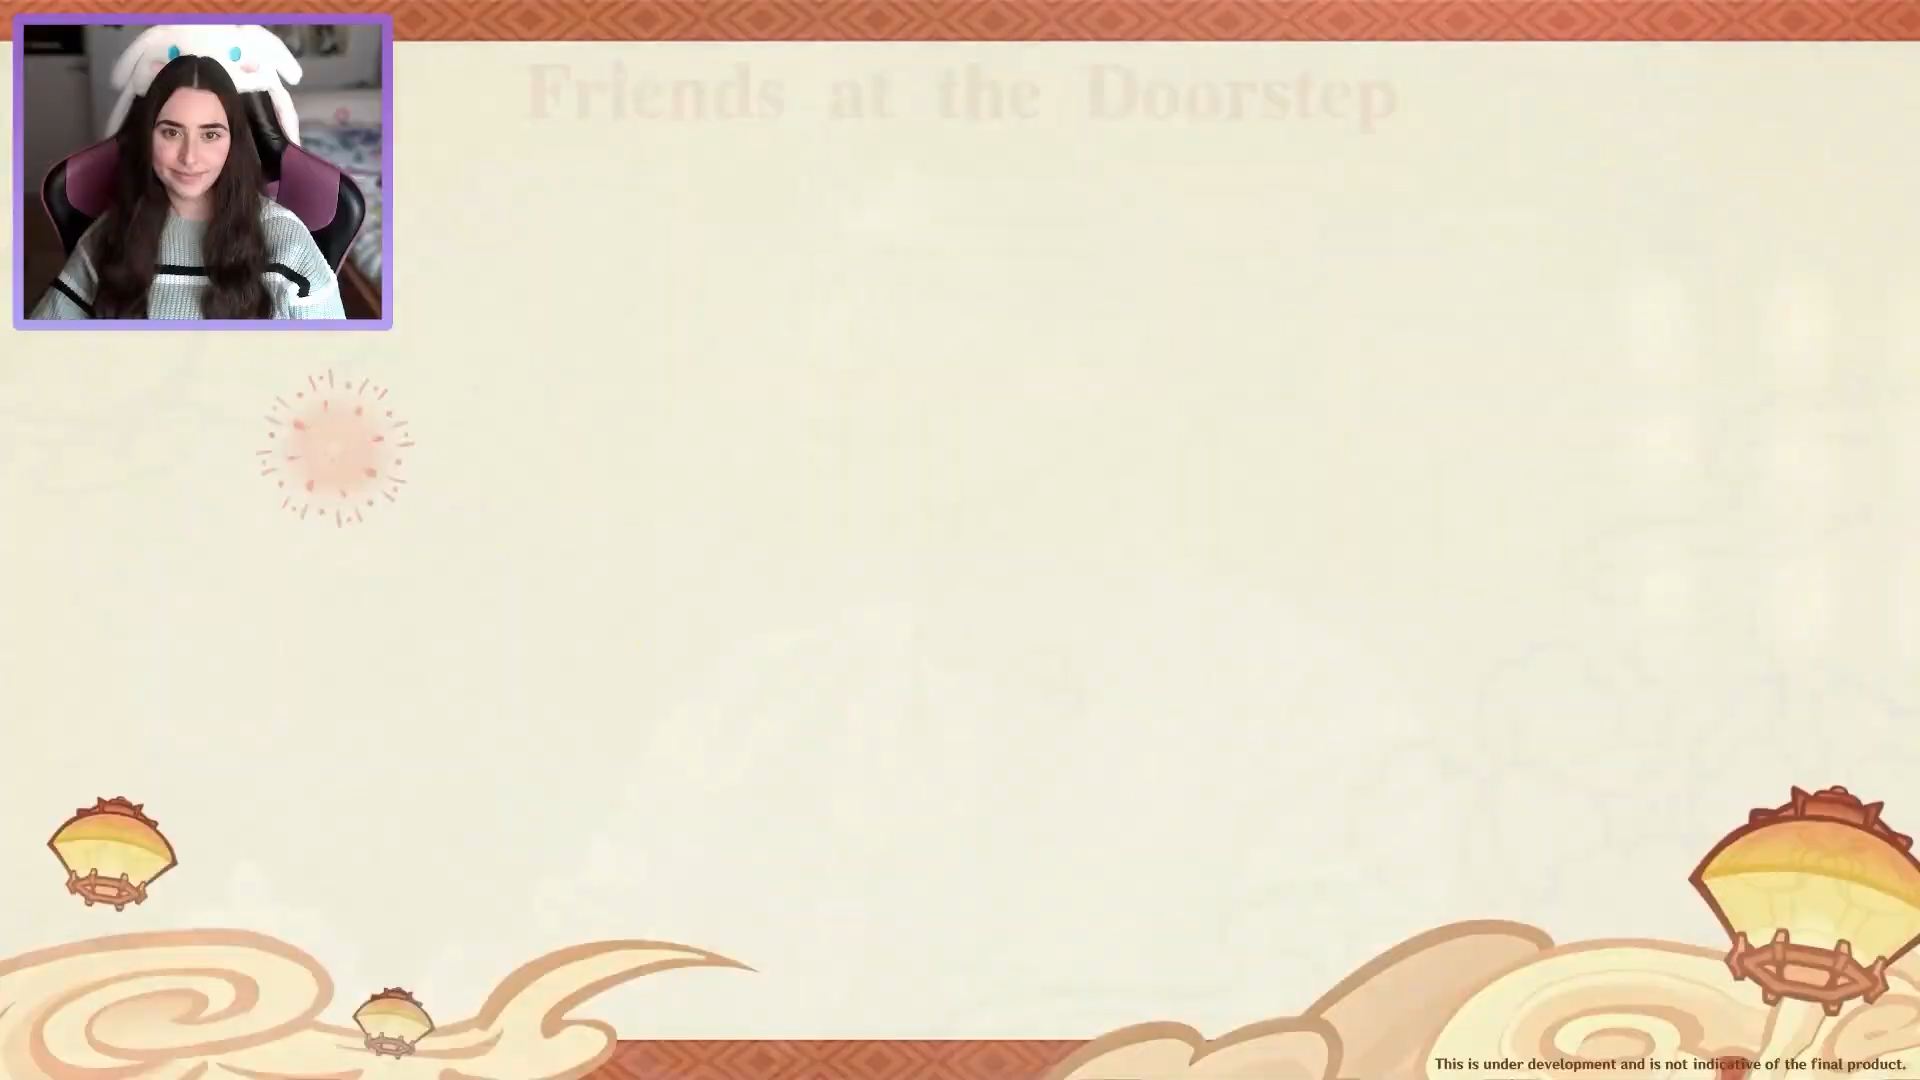 Friends at the Doorstep
This is under development and is not indicative of the final product.